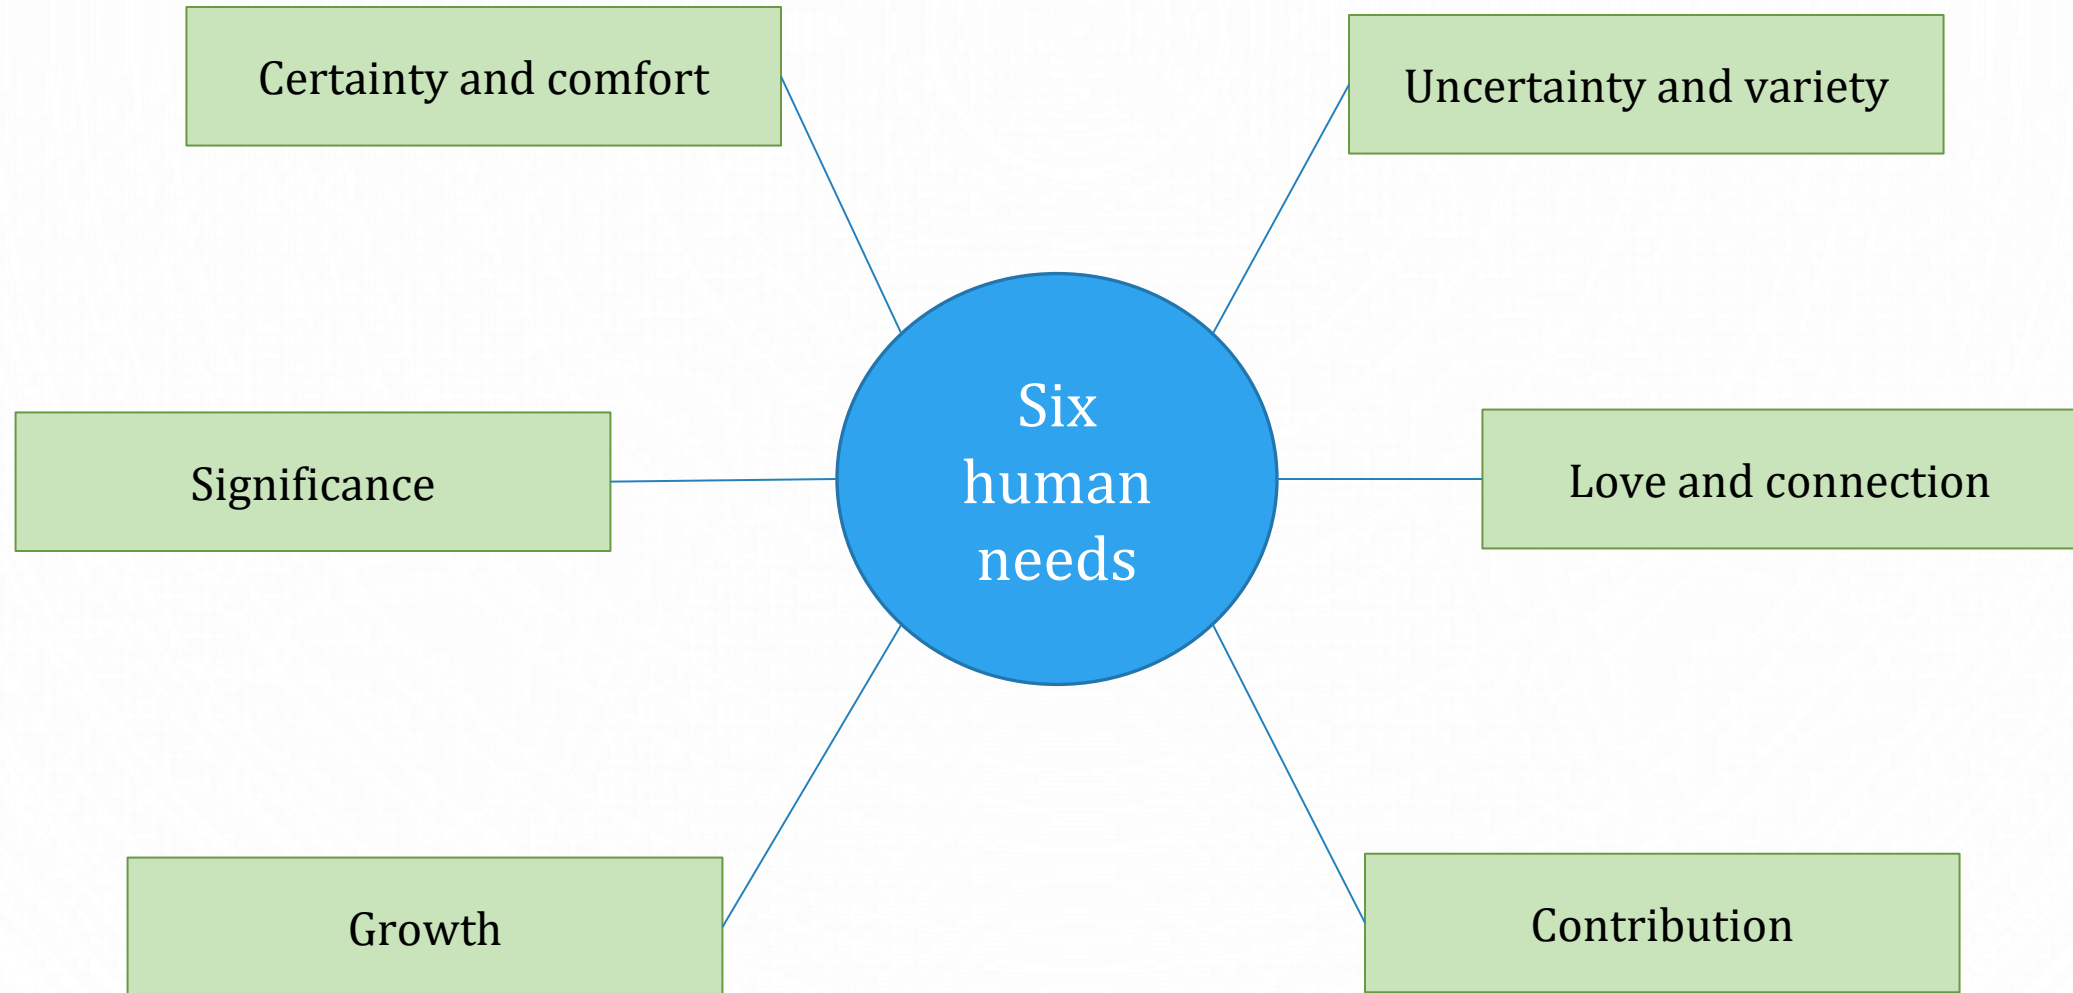 Certainty and comfort
Uncertainty and variety
Six
human
needs
Significance
Love and connection
Growth
Contribution